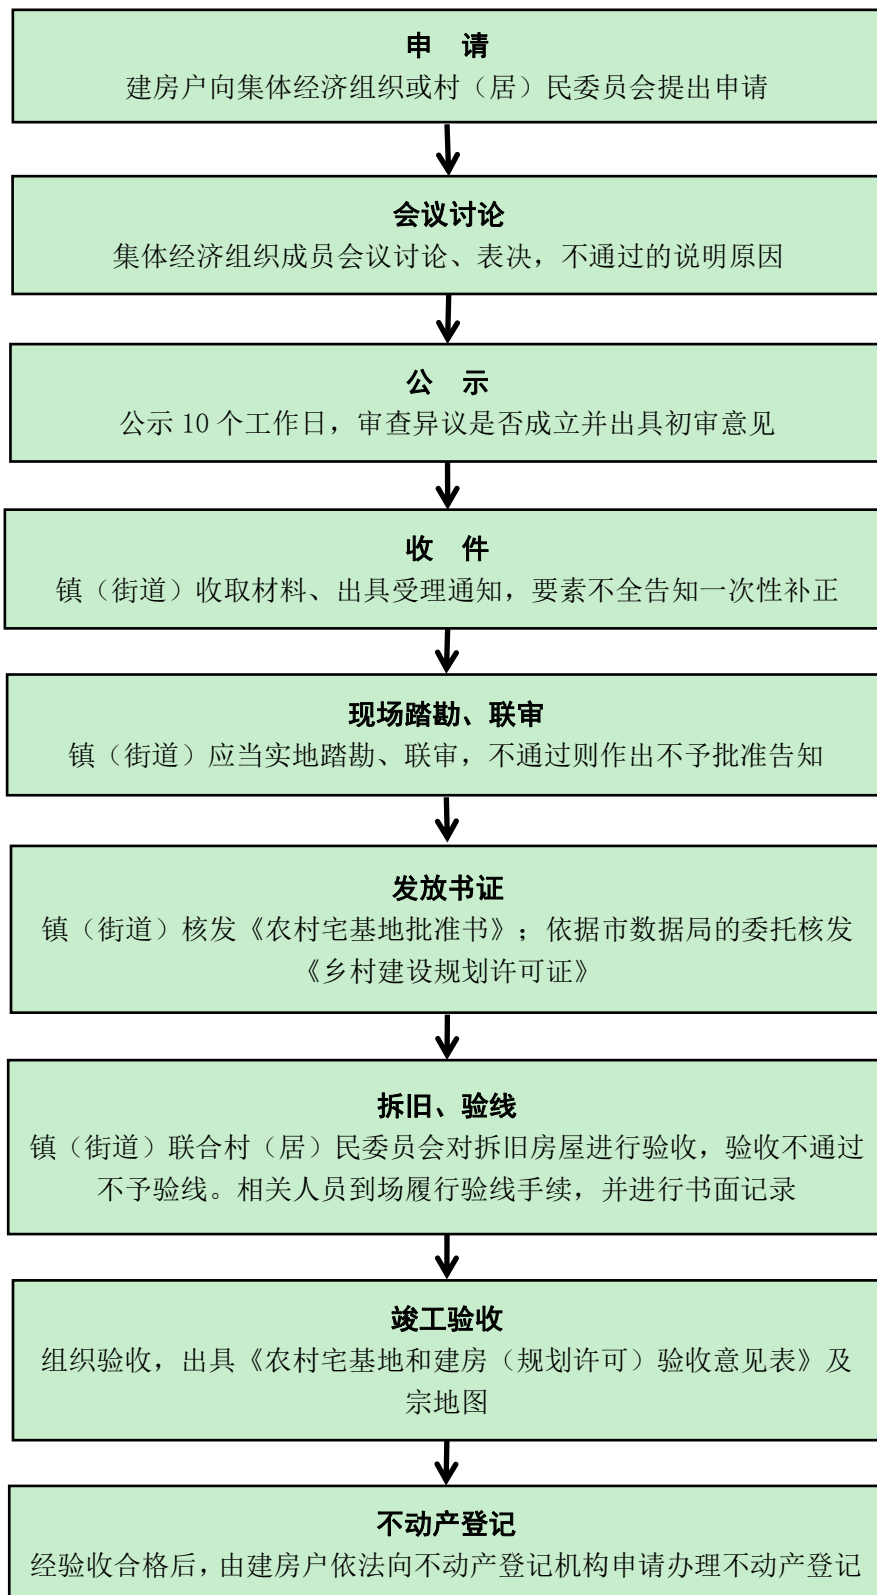 申　请
建房户向集体经济组织或村（居）民委员会提出申请
会议讨论
集体经济组织成员会议讨论、表决，不通过的说明原因
公　示
公示 10 个工作日，审查异议是否成立并出具初审意见
收　件
镇（街道）收取材料、出具受理通知，要素不全告知一次性补正
现场踏勘、联审
镇（街道）应当实地踏勘、联审，不通过则作出不予批准告知
发放书证
镇（街道）核发《农村宅基地批准书》；依据市数据局的委托核发
《乡村建设规划许可证》
拆旧、验线
镇（街道）联合村（居）民委员会对拆旧房屋进行验收，验收不通过
不予验线。相关人员到场履行验线手续，并进行书面记录
竣工验收
组织验收，出具《农村宅基地和建房（规划许可）验收意见表》及
宗地图
不动产登记
经验收合格后，由建房户依法向不动产登记机构申请办理不动产登记